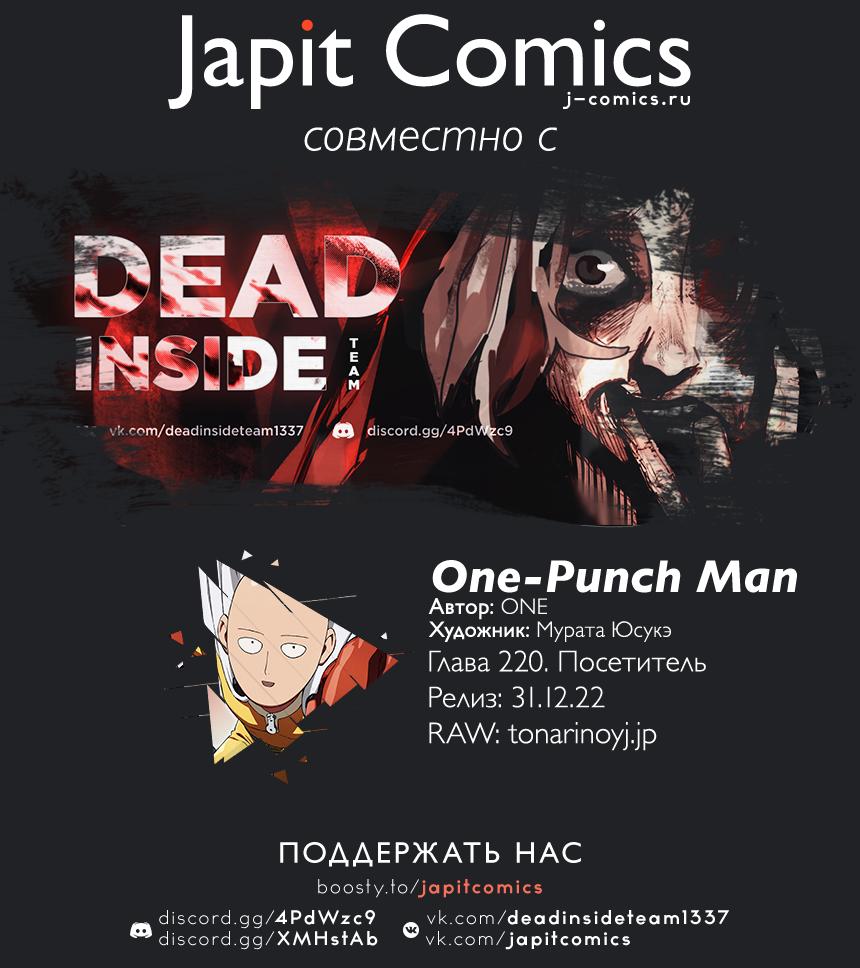 Japit Comics
j-comics.ru
совместно с
DEAD
INSIDE
TEAM
vk.com/deadinsideteam1337 discord.gg/4PdWzc9
One-Punch Man
Автор: ONE
Художник: Мурата Юсукэ
Глава 220. Посетитель
Релиз: 31.12.22
RAW: tonarinoyj.jp
ПОДДЕРЖАТЬ НАС
boosty.to/japitcomics
discord.gg/4PdWzc9 vk.com/deadinsideteam1337
discord.gg/XMHstAb vk.com/japitcomics